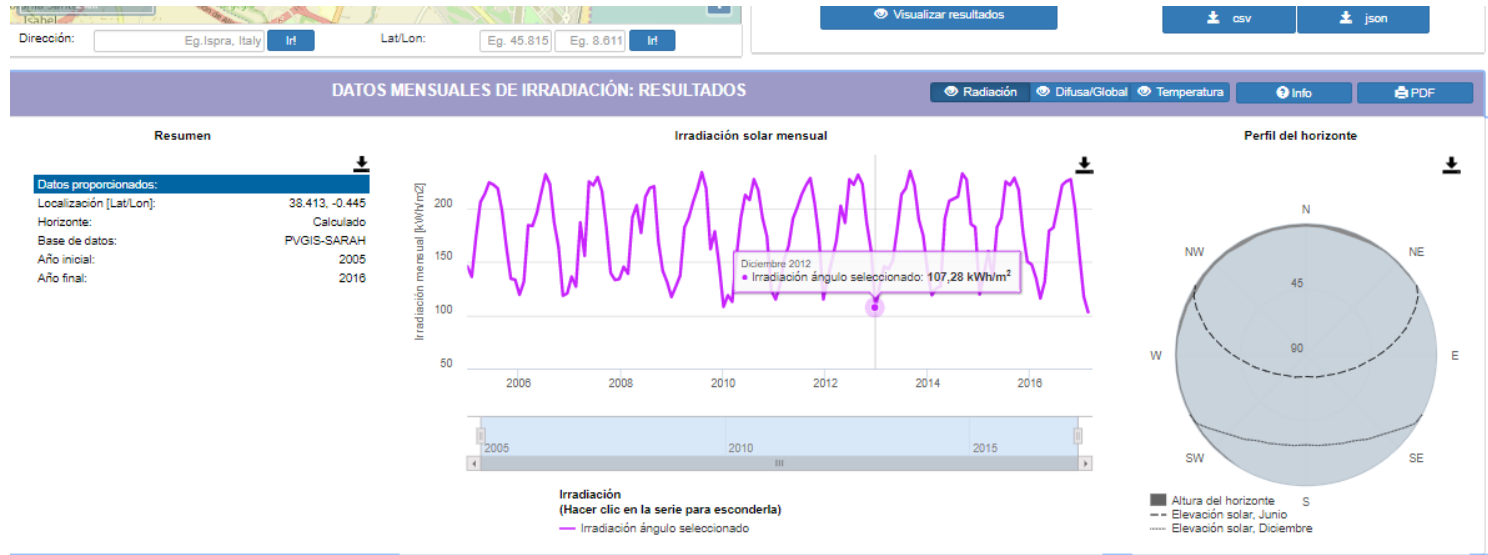 Isabel
Visualizar resultados
csv
json
Dirección:
Eg.Ispra, Italy
Ir!
Lat/Lon:
Eg. 45.815
Eg. 8.611
Ir!
DATOS MENSUALES DE IRRADIACIÓN: RESULTADOS
Radiación
Difusa/Global
Temperatura
Info
PDF
Resumen
Datos proporcionados:
Localización [Lat/Lon]: 38.413, -0.445
Horizonte: Calculado
Base de datos: PVGIS-SARAH
Año inicial: 2005
Año final: 2016
Irradiación solar mensual
Irradiación mensual [kWh/m2]
200
150
100
50
Diciembre 2012
Irradiación ángulo seleccionado: 107,28 kWh/m²
2006 2008 2010 2012 2014 2016
2005 2010 2015
Irradiación
(Hacer clic en la serie para esconderla)
Irradiación ángulo seleccionado
Perfil del horizonte
N
NW
NE
45
90
W
E
SW
SE
S
Altura del horizonte
Elevación solar, Junio
Elevación solar, Diciembre